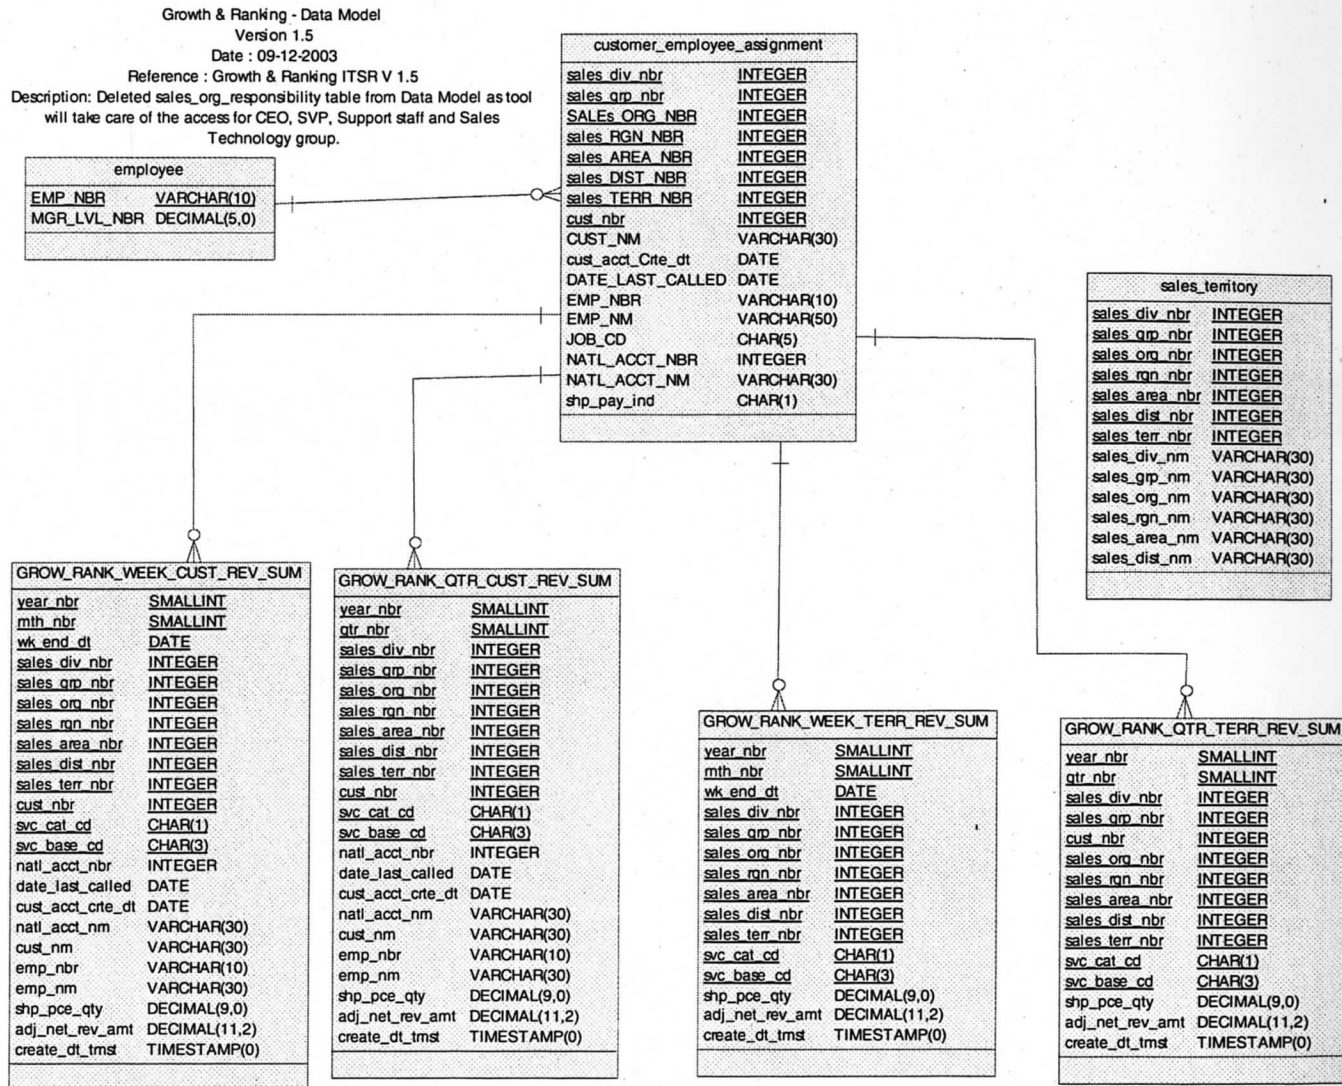 Growth & Ranking - Data Model
Version 1.5
Date : 09-12-2003
Reference : Growth & Ranking ITSR V 1.5
Description: Deleted sales_org_responsibility table from Data Model as tool
will take care of the access for CEO, SVP, Support staff and Sales
Technology group.
employee
EMP_NBR VARCHAR(10)
MGR_LVL_NBR DECIMAL(5,0)
customer_employee_assignment
sales_div_nbr INTEGER
sales_grp_nbr INTEGER
SALEs_ORG_NBR INTEGER
sales_RGN_NBR INTEGER
sales_AREA_NBR INTEGER
sales_DIST_NBR INTEGER
sales_TERR_NBR INTEGER
cust_nbr INTEGER
CUST_NM VARCHAR(30)
cust_acct_Crte_dt DATE
DATE_LAST_CALLED DATE
EMP_NBR VARCHAR(10)
EMP_NM VARCHAR(50)
JOB_CD CHAR(5)
NATL_ACCT_NBR INTEGER
NATL_ACCT_NM VARCHAR(30)
shp_pay_ind CHAR(1)
sales_territory
sales_div_nbr INTEGER
sales_grp_nbr INTEGER
sales_org_nbr INTEGER
sales_rgn_nbr INTEGER
sales_area_nbr INTEGER
sales_dist_nbr INTEGER
sales_terr_nbr INTEGER
sales_div_nm VARCHAR(30)
sales_grp_nm VARCHAR(30)
sales_org_nm VARCHAR(30)
sales_rgn_nm VARCHAR(30)
sales_area_nm VARCHAR(30)
sales_dist_nm VARCHAR(30)
GROW_RANK_WEEK_CUST_REV_SUM
year_nbr SMALLINT
mth_nbr SMALLINT
wk_end_dt DATE
sales_div_nbr INTEGER
sales_grp_nbr INTEGER
sales_org_nbr INTEGER
sales_rgn_nbr INTEGER
sales_area_nbr INTEGER
sales_dist_nbr INTEGER
sales_terr_nbr INTEGER
cust_nbr INTEGER
svc_cat_cd CHAR(1)
svc_base_cd CHAR(3)
natl_acct_nbr INTEGER
date_last_called DATE
cust_acct_crte_dt DATE
natl_acct_nm VARCHAR(30)
cust_nm VARCHAR(30)
emp_nbr VARCHAR(10)
emp_nm VARCHAR(30)
shp_pce_qty DECIMAL(9,0)
adj_net_rev_amt DECIMAL(11,2)
create_dt_tmst TIMESTAMP(0)
GROW_RANK_QTR_CUST_REV_SUM
year_nbr SMALLINT
qtr_nbr SMALLINT
sales_div_nbr INTEGER
sales_grp_nbr INTEGER
sales_org_nbr INTEGER
sales_rgn_nbr INTEGER
sales_area_nbr INTEGER
sales_dist_nbr INTEGER
sales_terr_nbr INTEGER
cust_nbr INTEGER
svc_cat_cd CHAR(1)
svc_base_cd CHAR(3)
natl_acct_nbr INTEGER
date_last_called DATE
cust_acct_crte_dt DATE
natl_acct_nm VARCHAR(30)
cust_nm VARCHAR(30)
emp_nbr VARCHAR(10)
emp_nm VARCHAR(30)
shp_pce_qty DECIMAL(9,0)
adj_net_rev_amt DECIMAL(11,2)
create_dt_tmst TIMESTAMP(0)
GROW_RANK_WEEK_TERR_REV_SUM
year_nbr SMALLINT
mth_nbr SMALLINT
wk_end_dt DATE
sales_div_nbr INTEGER
sales_grp_nbr INTEGER
sales_org_nbr INTEGER
sales_rgn_nbr INTEGER
sales_area_nbr INTEGER
sales_dist_nbr INTEGER
sales_terr_nbr INTEGER
svc_cat_cd CHAR(1)
svc_base_cd CHAR(3)
shp_pce_qty DECIMAL(9,0)
adj_net_rev_amt DECIMAL(11,2)
create_dt_tmst TIMESTAMP(0)
GROW_RANK_QTR_TERR_REV_SUM
year_nbr SMALLINT
qtr_nbr SMALLINT
sales_div_nbr INTEGER
sales_grp_nbr INTEGER
cust_nbr INTEGER
sales_org_nbr INTEGER
sales_rgn_nbr INTEGER
sales_area_nbr INTEGER
sales_dist_nbr INTEGER
sales_terr_nbr INTEGER
svc_cat_cd CHAR(1)
svc_base_cd CHAR(3)
shp_pce_qty DECIMAL(9,0)
adj_net_rev_amt DECIMAL(11,2)
create_dt_tmst TIMESTAMP(0)